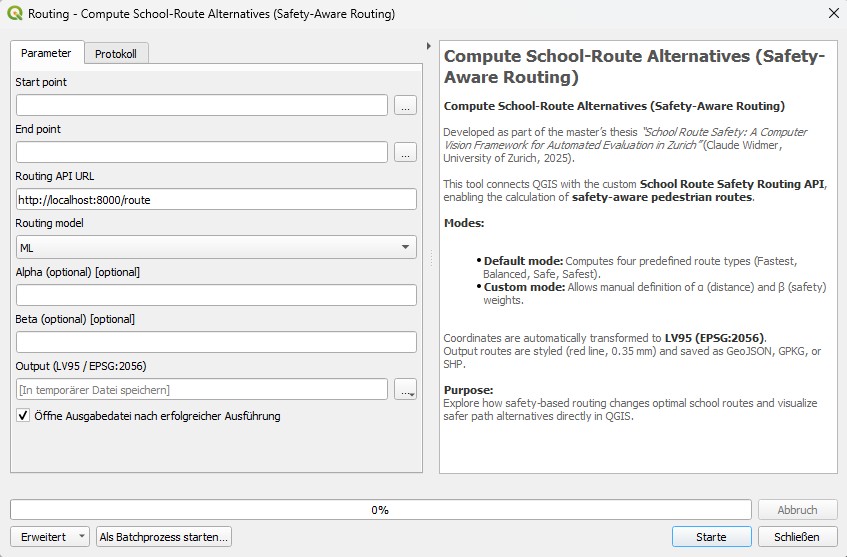 Routing - Compute School-Route Alternatives (Safety-Aware Routing)
Parameter
Protokoll
Start point
...
End point
...
Routing API URL
http://localhost:8000/route
Routing model
ML
Alpha (optional) [optional]
Beta (optional) [optional]
Output (LV95 / EPSG:2056)
[In temporärer Datei speichern]
...
Öffne Ausgabedatei nach erfolgreicher Ausführung
Compute School-Route Alternatives (Safety-
Aware Routing)
Compute School-Route Alternatives (Safety-Aware Routing)
Developed as part of the master's thesis "School Route Safety: A Computer
Vision Framework for Automated Evaluation in Zurich" (Claude Widmer,
University of Zurich, 2025).
This tool connects QGIS with the custom School Route Safety Routing API,
enabling the calculation of safety-aware pedestrian routes.
Modes:
• Default mode: Computes four predefined route types (Fastest,
Balanced, Safe, Safest).
• Custom mode: Allows manual definition of α (distance) and β (safety)
weights.
Coordinates are automatically transformed to LV95 (EPSG:2056).
Output routes are styled (red line, 0.35 mm) and saved as GeoJSON, GPKG, or
SHP.
Purpose:
Explore how safety-based routing changes optimal school routes and visualize
safer path alternatives directly in QGIS.
0%
Abbruch
Erweitert
Als Batchprozess starten...
Starte
Schließen